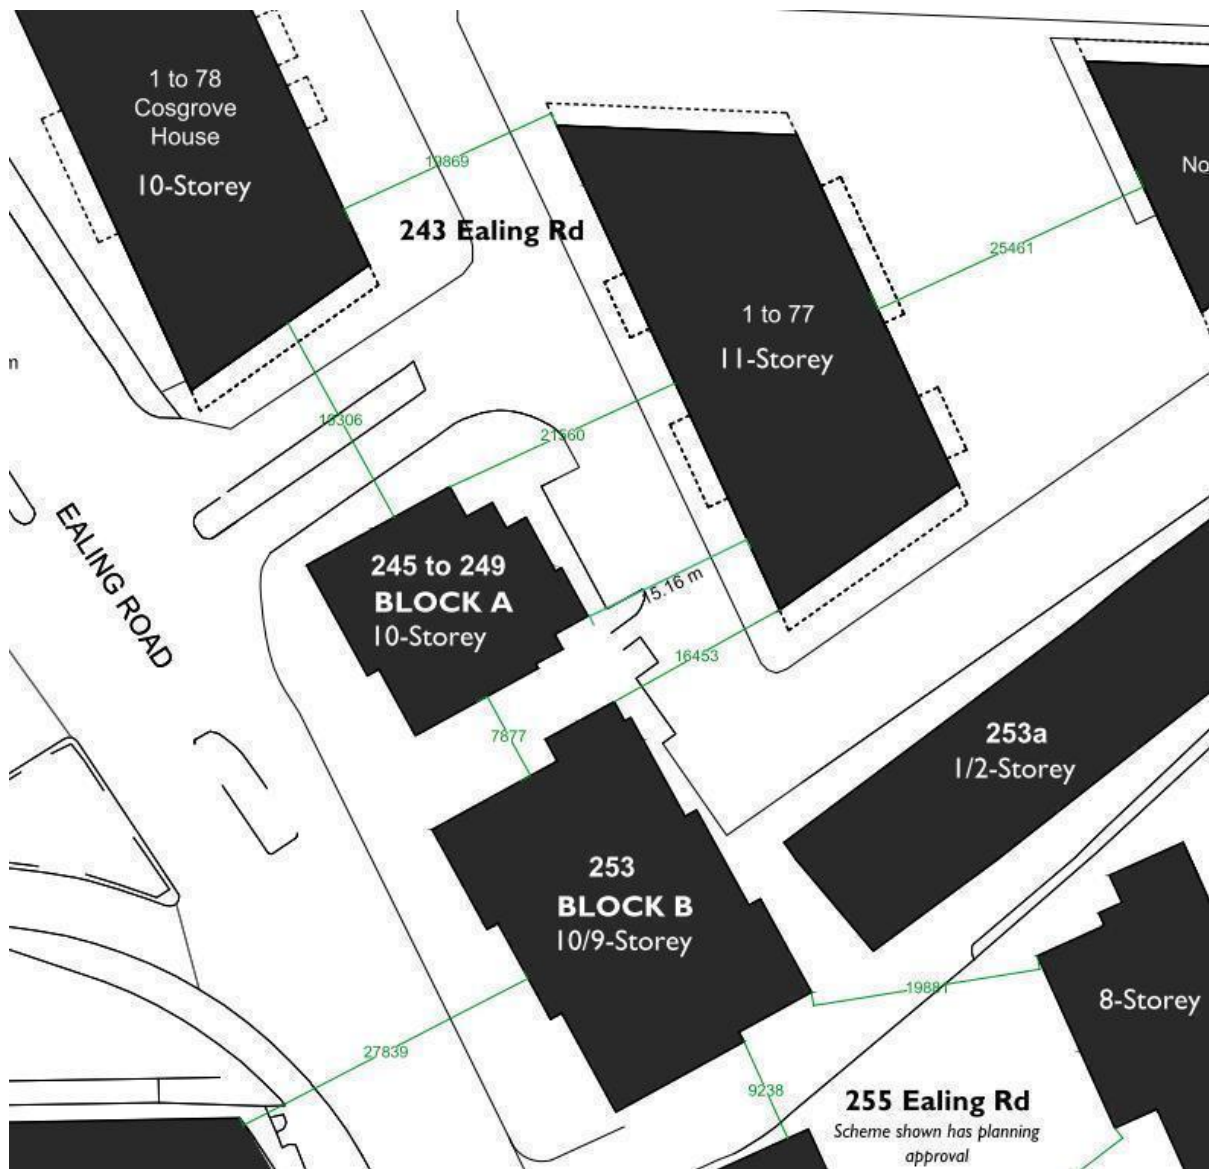 1 to 78
Cosgrove
House
10-Storey
19869
243 Ealing Rd
No
25461
1 to 77
11-Storey
m
19306
21560
EALING ROAD
245 to 249
BLOCK A
10-Storey
15.16 m
16453
7877
253a
1/2-Storey
253
BLOCK B
10/9-Storey
19881
8-Storey
27839
9238
255 Ealing Rd
Scheme shown has planning
approval